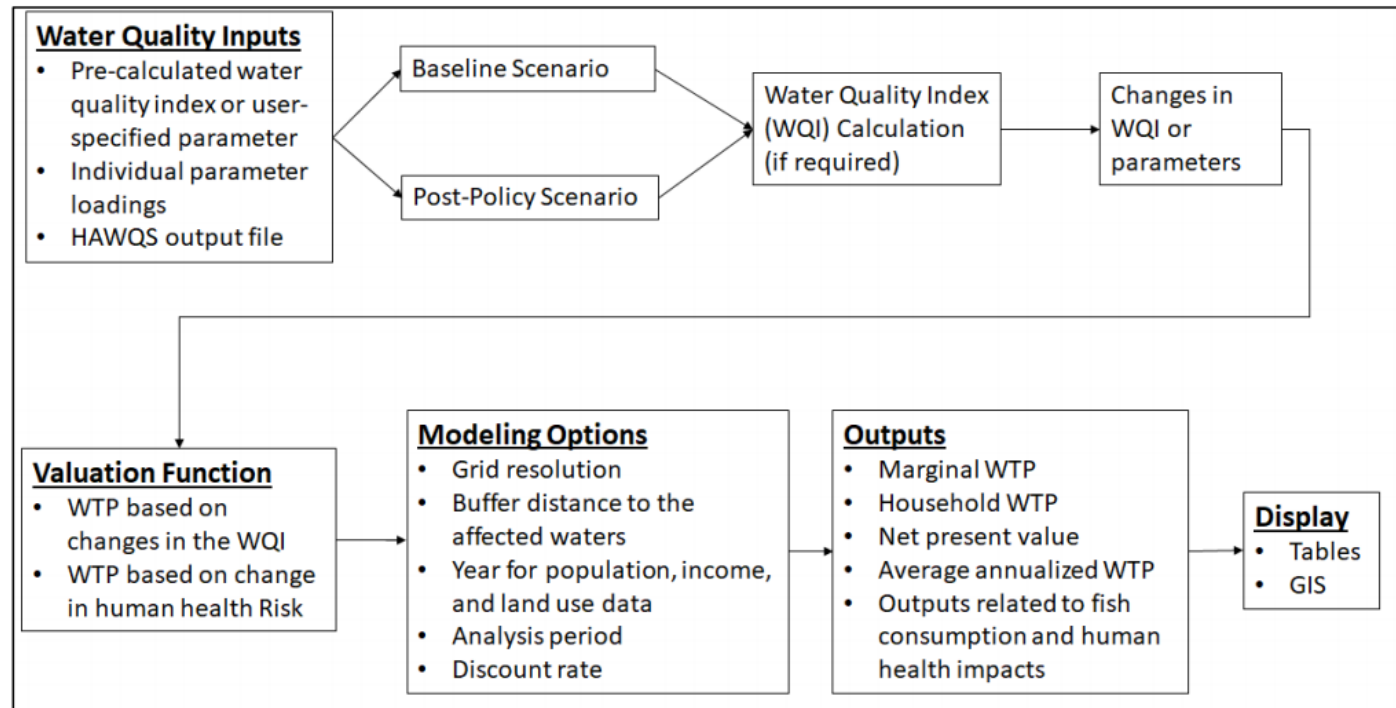 Water Quality Inputs
• Pre-calculated water
quality index or user-
specified parameter
• Individual parameter
loadings
• HAWQS output file
Baseline Scenario
Post-Policy Scenario
Water Quality Index
(WQI) Calculation
(if required)
Changes in
WQI or
parameters
Valuation Function
• WTP based on
changes in the WQI
• WTP based on change
in human health Risk
Modeling Options
• Grid resolution
• Buffer distance to the
affected waters
• Year for population, income,
and land use data
• Analysis period
• Discount rate
Outputs
• Marginal WTP
• Household WTP
• Net present value
• Average annualized WTP
• Outputs related to fish
consumption and human
health impacts
Display
• Tables
• GIS